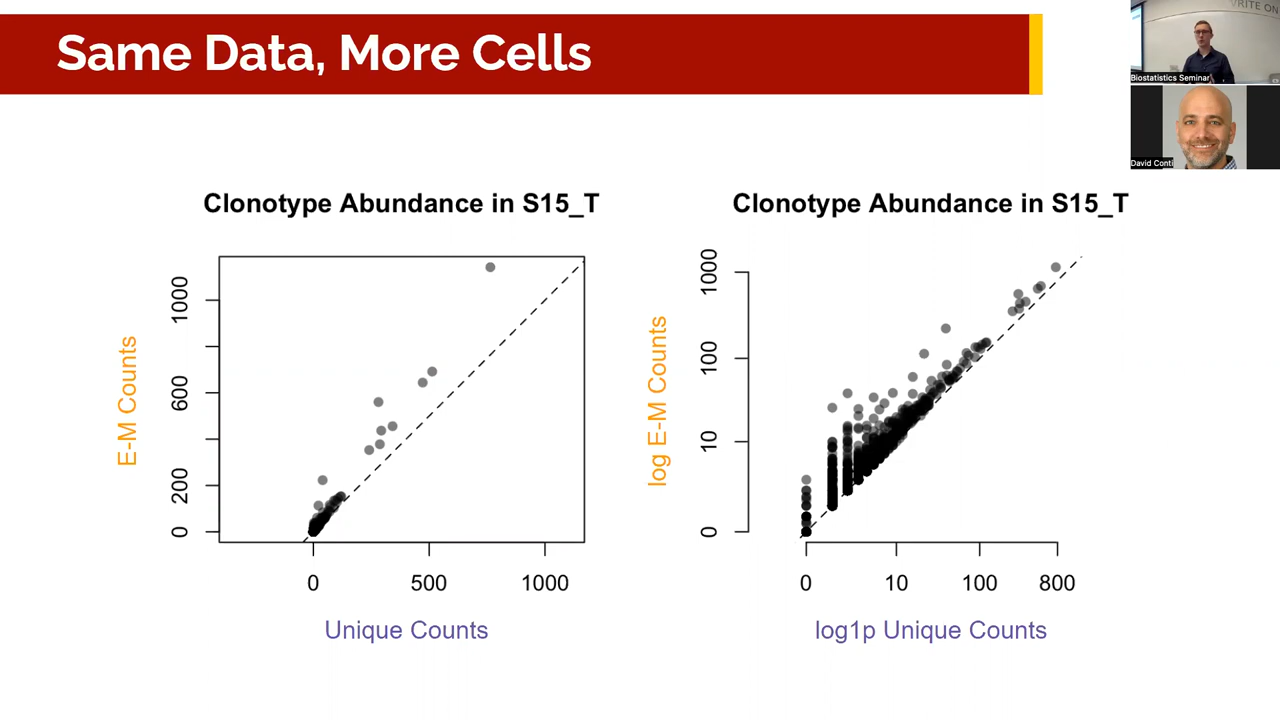 Same Data, More Cells
VRITE ON
Biostatistics Seminar
David Conti
Clonotype Abundance in S15_T
E-M Counts
1000
600
200
0
0 500 1000
Unique Counts
Clonotype Abundance in S15_T
log E-M Counts
1000
100
10
0
0 10 100 800
log1p Unique Counts